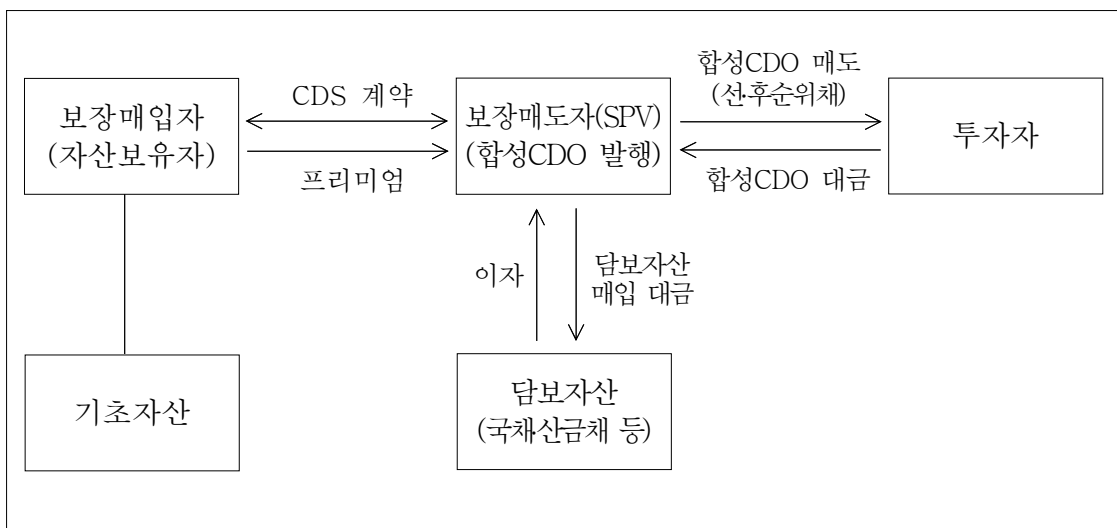 합성CDO 매도
(선·후순위채)
CDS 계약
보장매입자
(자산보유자)
보장매도자(SPV)
(합성CDO 발행)
투자자
프리미엄
합성CDO 대금
이자
담보자산
매입 대금
기초자산
담보자산
(국채·산금채 등)